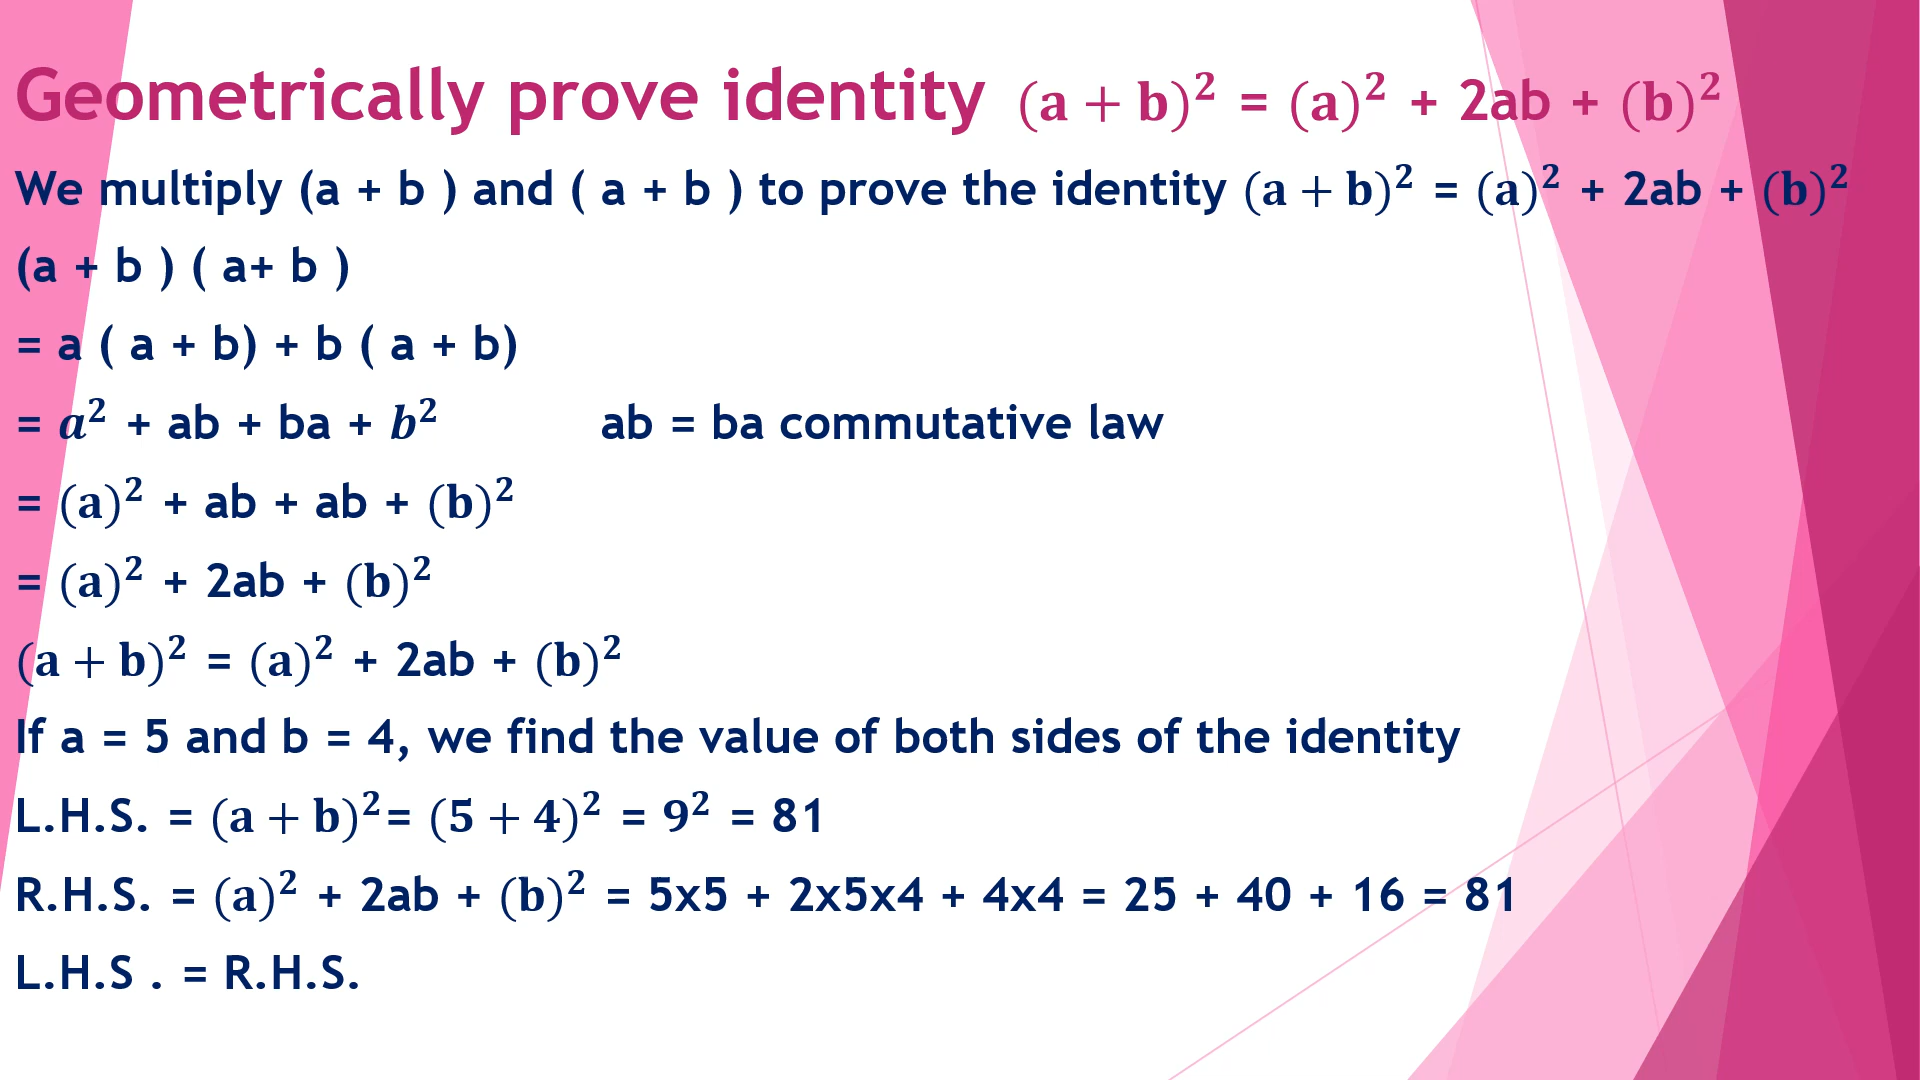 Geometrically prove identity (a + b)² = (a)² + 2ab + (b)²
We multiply (a + b ) and ( a + b ) to prove the identity (a + b)² = (a)² + 2ab + (b)²
(a + b ) ( a+ b )
= a ( a + b) + b ( a + b)
= a² + ab + ba + b² ab = ba commutative law
= (a)² + ab + ab + (b)²
= (a)² + 2ab + (b)²
(a + b)² = (a)² + 2ab + (b)²
If a = 5 and b = 4, we find the value of both sides of the identity
L.H.S. = (a + b)²= (5 + 4)² = 9² = 81
R.H.S. = (a)² + 2ab + (b)² = 5x5 + 2x5x4 + 4x4 = 25 + 40 + 16 = 81
L.H.S . = R.H.S.